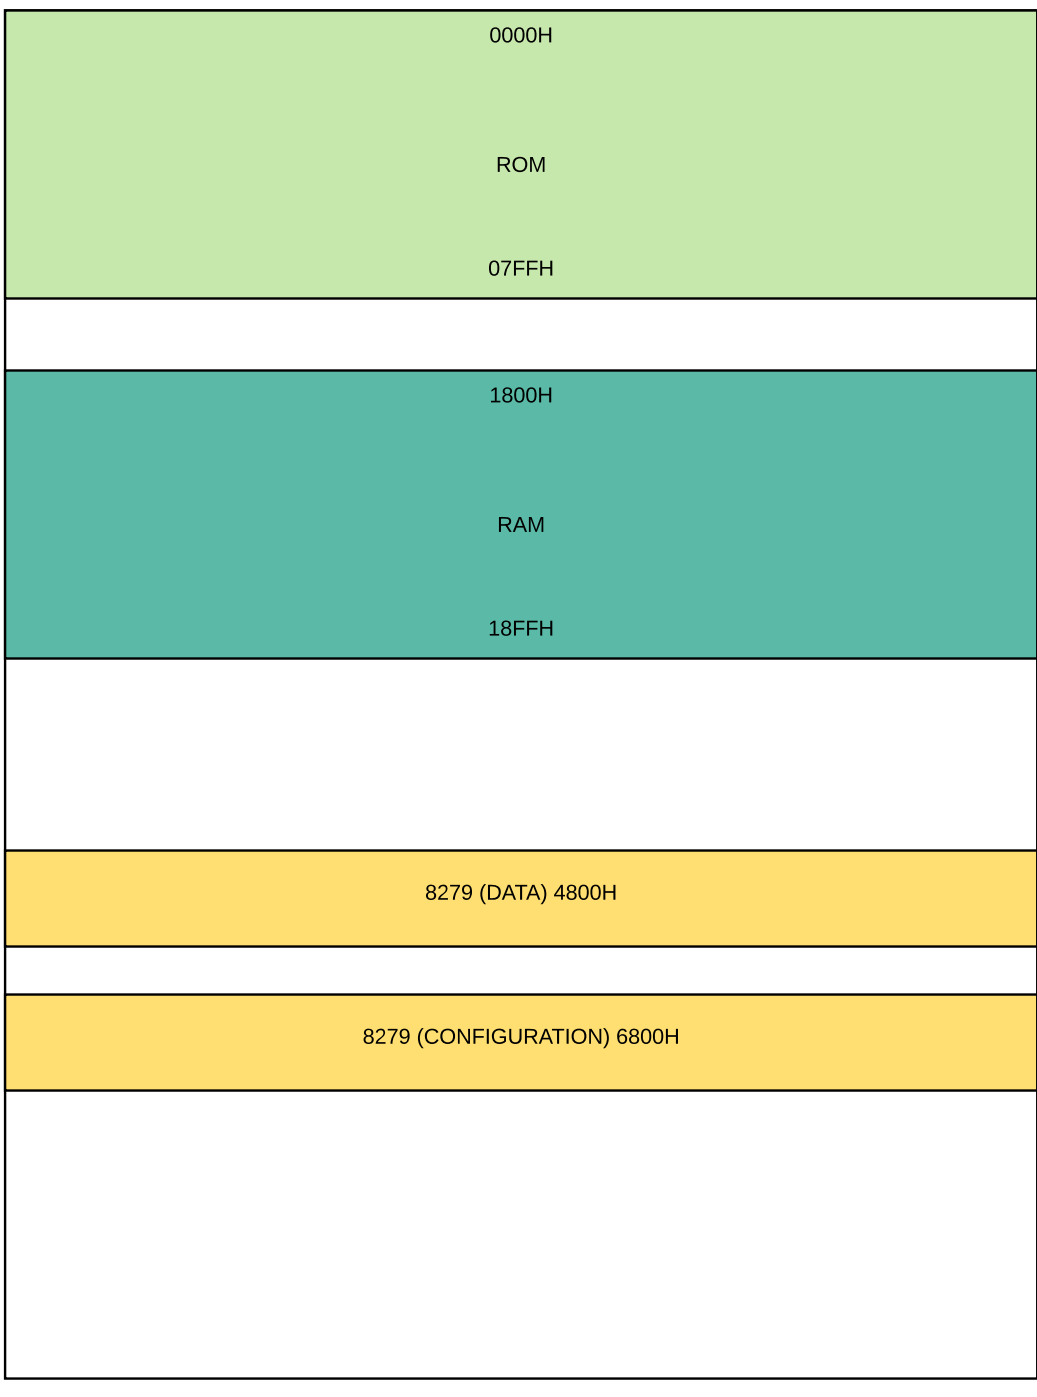 0000H
ROM
07FFH
1800H
RAM
18FFH
8279 (DATA) 4800H
8279 (CONFIGURATION) 6800H